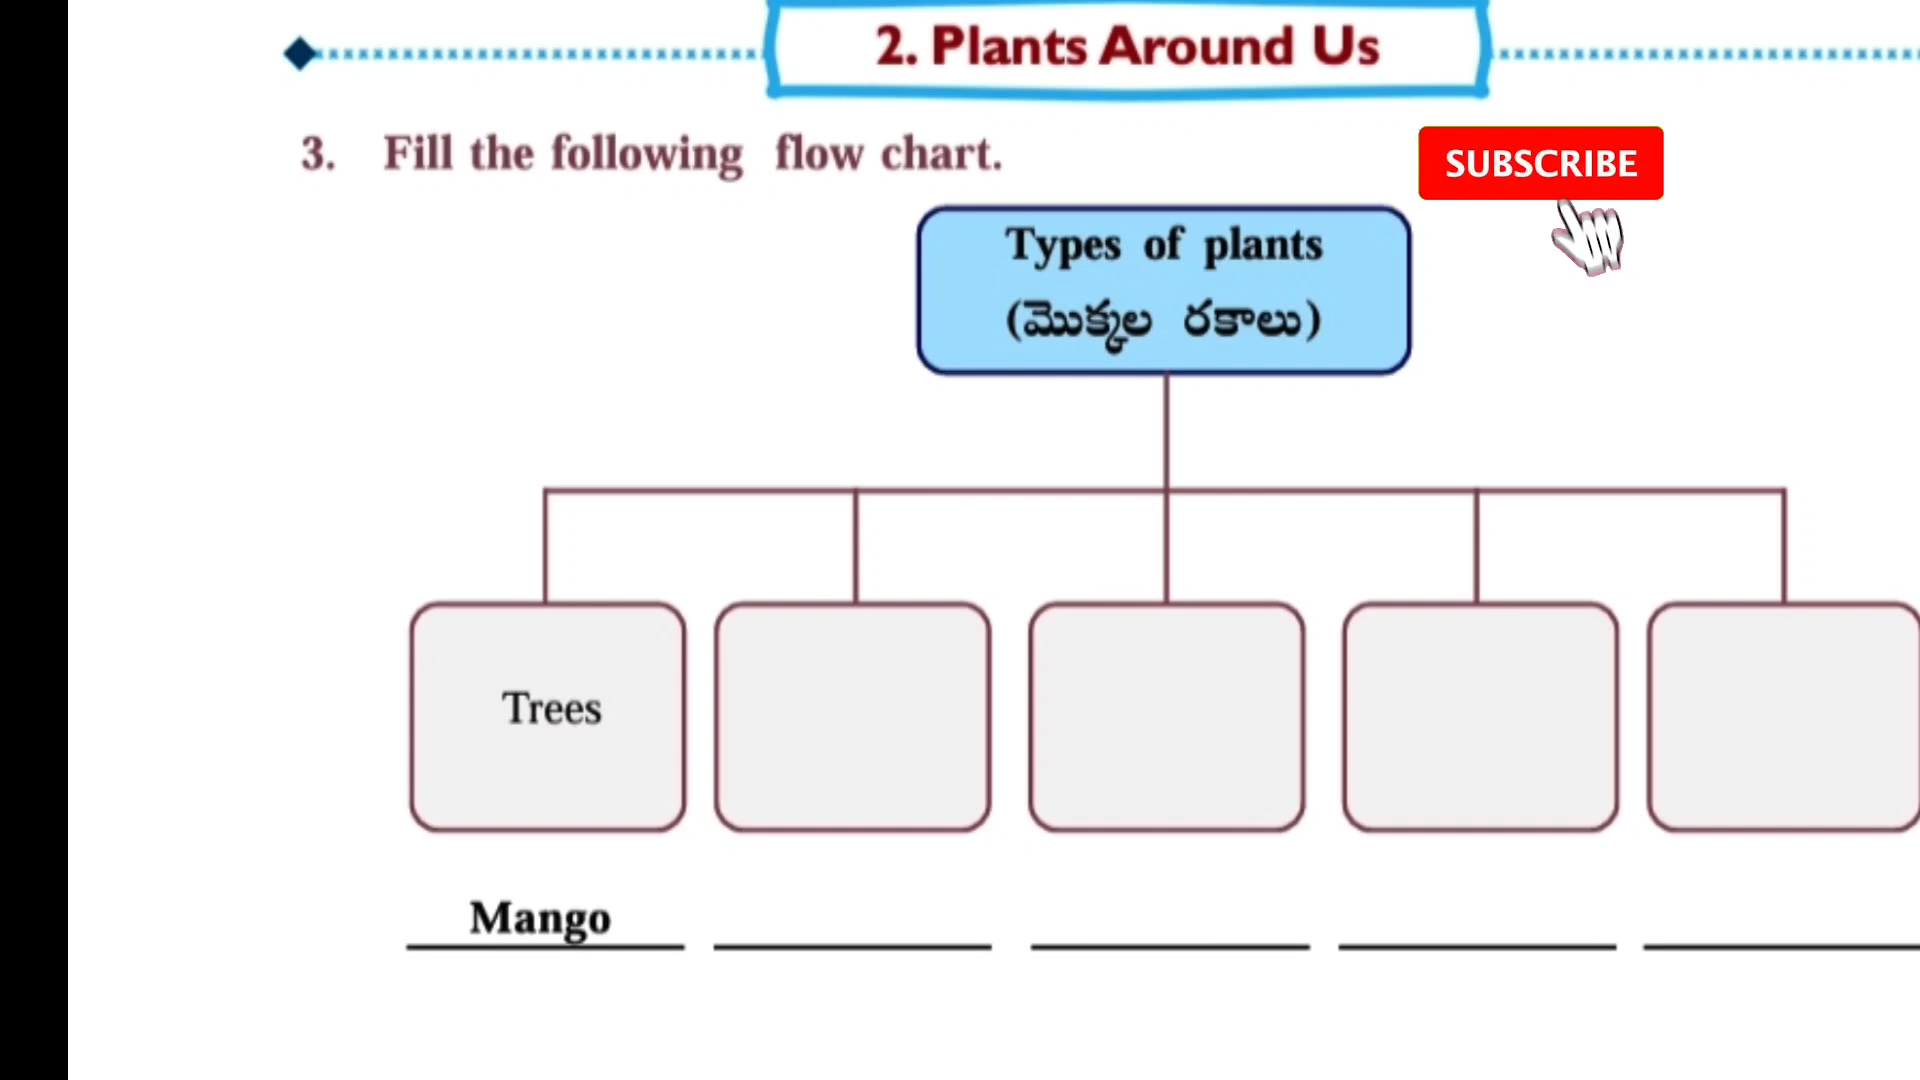 2. Plants Around Us
3. Fill the following flow chart.
SUBSCRIBE
Types of plants
(మొక్కల రకాలు)
Trees
Mango